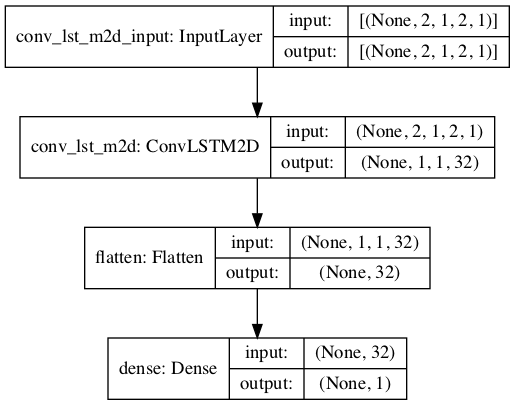 conv_lst_m2d_input: InputLayer
input: [(None, 2, 1, 2, 1)]
output: [(None, 2, 1, 2, 1)]
conv_lst_m2d: ConvLSTM2D
input: (None, 2, 1, 2, 1)
output: (None, 1, 1, 32)
flatten: Flatten
input: (None, 1, 1, 32)
output: (None, 32)
dense: Dense
input: (None, 32)
output: (None, 1)